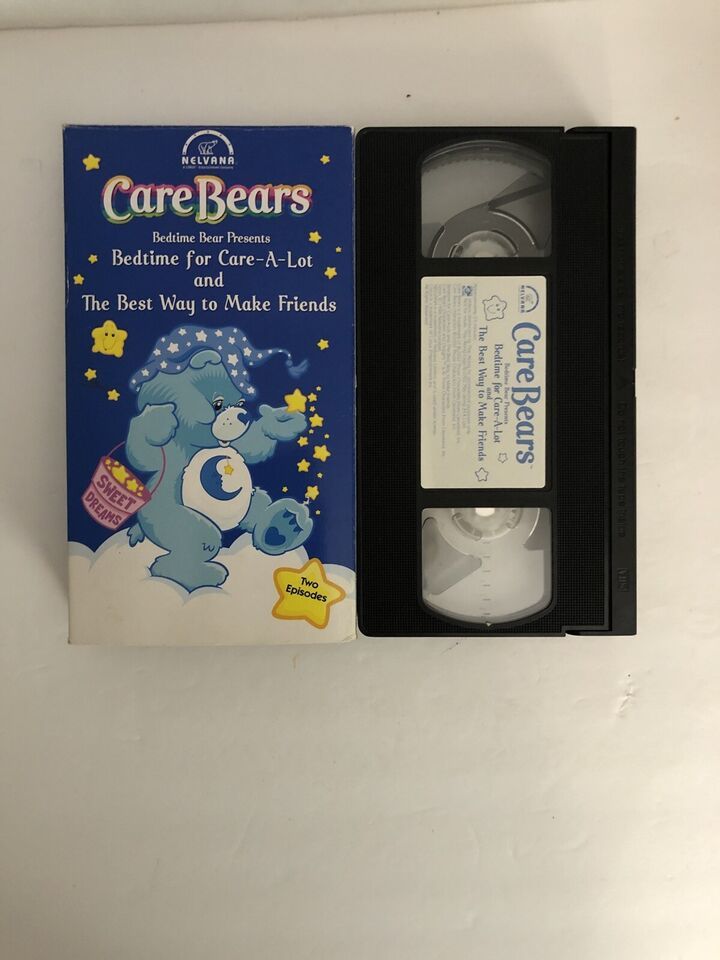 NELVANA
Care Bears
Bedtime Bear Presents
Bedtime for Care-A-Lot
and
The Best Way to Make Friends
SWEET
DREAMS
Two
Episodes
NELVANA
Care Bears
Bedtime Bear Presents
Bedtime for Care-A-Lot
and
The Best Way to Make Friends
VHS